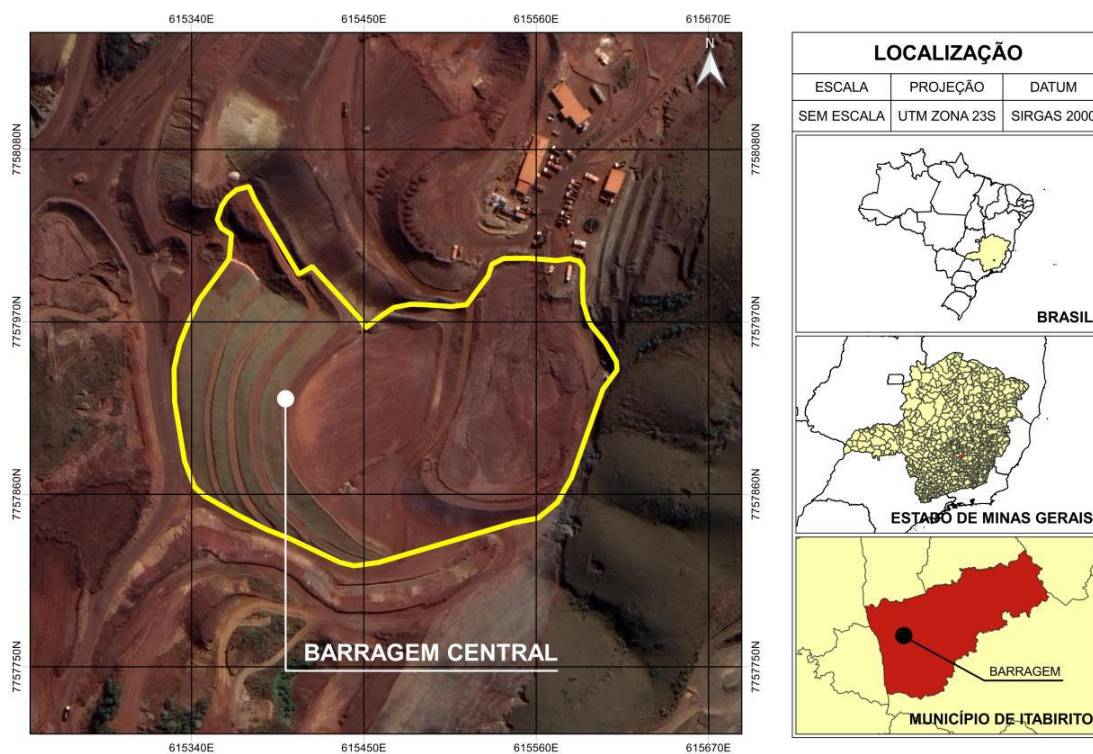 615340E
615450E
615560E
615670E
N
7758080N
7758080N
7757970N
7757970N
7757860N
7757860N
7757750N
7757750N
BARRAGEM CENTRAL
615340E
615450E
615560E
615670E
LOCALIZAÇÃO
ESCALA PROJEÇÃO DATUM
SEM ESCALA UTM ZONA 23S SIRGAS 2000
BRASIL
ESTADO DE MINAS GERAIS
BARRAGEM
MUNICÍPIO DE ITABIRITO